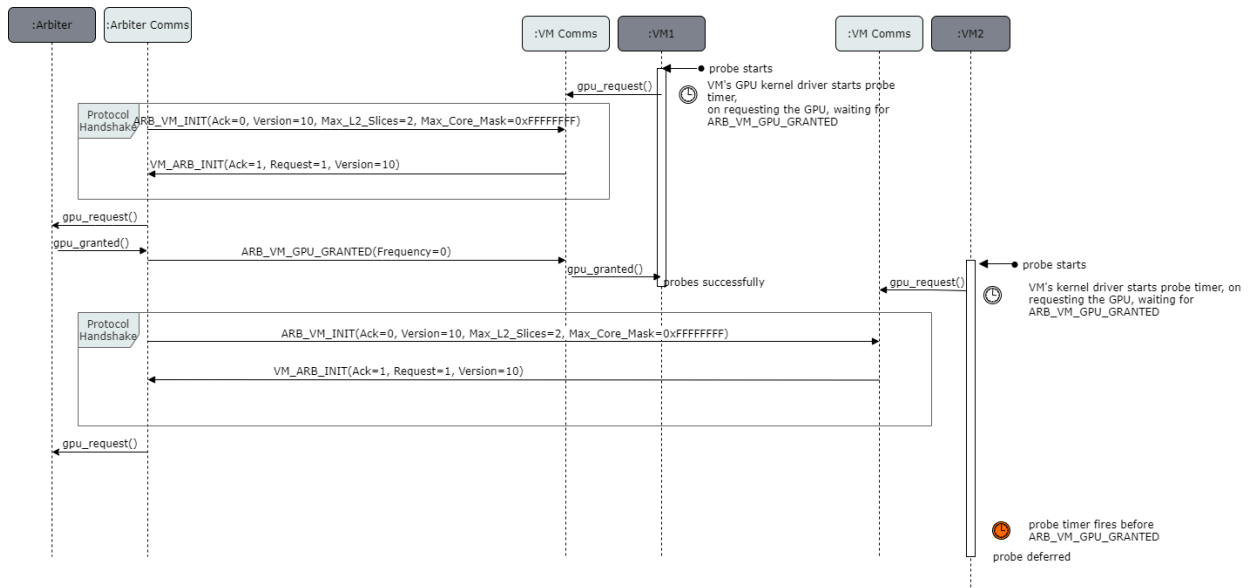 :Arbiter
:Arbiter Comms
:VM Comms
:VM1
:VM Comms
:VM2
probe starts
gpu_request()
VM's GPU kernel driver starts probe
timer,
on requesting the GPU, waiting for
ARB_VM_GPU_GRANTED
Protocol
Handshake
ARB_VM_INIT(Ack=0, Version=10, Max_L2_Slices=2, Max_Core_Mask=0xFFFFFFFF)
VM_ARB_INIT(Ack=1, Request=1, Version=10)
gpu_request()
gpu_granted()
ARB_VM_GPU_GRANTED(Frequency=0)
gpu_granted()
probes successfully
probe starts
gpu_request()
VM's kernel driver starts probe timer, on
requesting the GPU, waiting for
ARB_VM_GPU_GRANTED
Protocol
Handshake
ARB_VM_INIT(Ack=0, Version=10, Max_L2_Slices=2, Max_Core_Mask=0xFFFFFFFF)
VM_ARB_INIT(Ack=1, Request=1, Version=10)
gpu_request()
probe timer fires before
ARB_VM_GPU_GRANTED
probe deferred